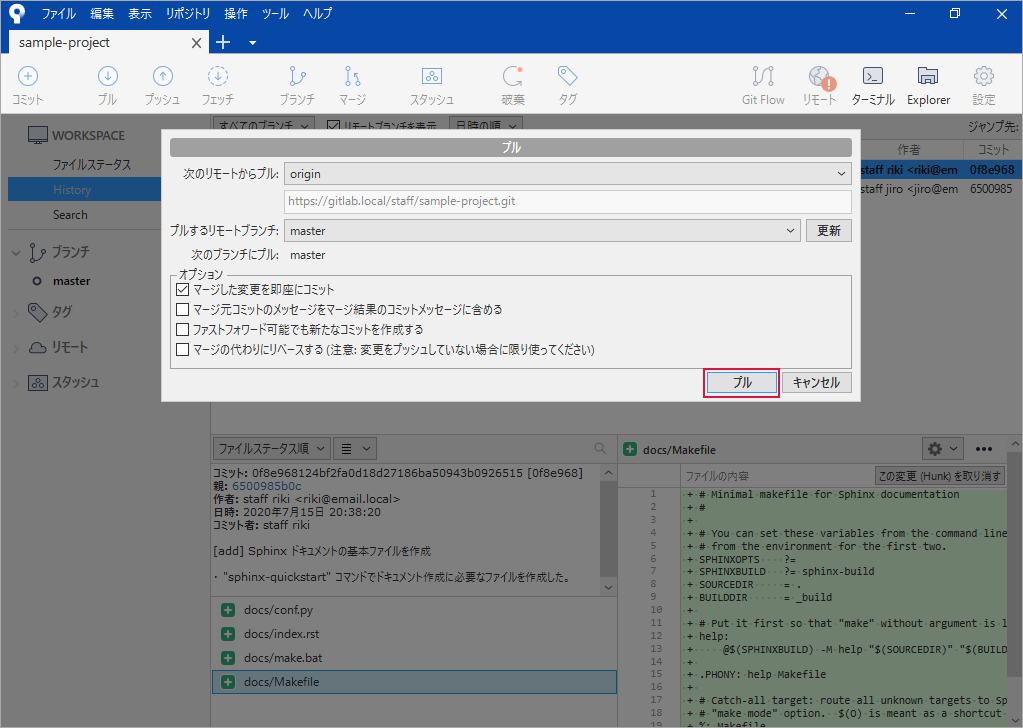 ファイル 編集 表示 リポジトリ 操作 ツール ヘルプ
sample-project
コミット プル プッシュ フェッチ ブランチ マージ スタッシュ 破棄 タグ Git Flow リモート ターミナル Explorer 設定
WORKSPACE
ファイルステータス
History
Search
ブランチ
master
タグ
リモート
スタッシュ
すべてのブランチ リモートブランチを表示 日時の順 ジャンプ先:
作者 コミット
staff riki <riki@em 0f8e968
staff jiro <jiro@em 6500985
プル
次のリモートからプル: origin
https://gitlab.local/staff/sample-project.git
プルするリモートブランチ: master 更新
次のブランチにプル: master
オプション
マージした変更を即座にコミット
マージ元コミットのメッセージをマージ結果のコミットメッセージに含める
ファストフォワード可能でも新たなコミットを作成する
マージの代わりにリベースする (注意: 変更をプッシュしていない場合に限り使ってください)
プル キャンセル
ファイルステータス順
コミット: 0f8e968124bf2fa0d18d27186ba50943b0926515 [0f8e968]
親: 6500985b0c
作者: staff riki <riki@email.local>
日時: 2020年7月15日 20:38:20
コミット者: staff riki
[add] Sphinx ドキュメントの基本ファイルを作成
・ "sphinx-quickstart" コマンドでドキュメント作成に必要なファイルを作成した。
docs/conf.py
docs/index.rst
docs/make.bat
docs/Makefile
docs/Makefile
ファイルの内容 この変更 (Hunk) を取り消す
1 + # Minimal makefile for Sphinx documentation
2 + #
3 +
4 + # You can set these variables from the command line
5 + # from the environment for the first two.
6 + SPHINXOPTS ?=
7 + SPHINXBUILD ?= sphinx-build
8 + SOURCEDIR = .
9 + BUILDDIR = _build
10 +
11 + # Put it first so that "make" without argument is l
12 + help:
13 + @$(SPHINXBUILD) -M help "$(SOURCEDIR)" "$(BUILD
14 +
15 + .PHONY: help Makefile
16 +
17 + # Catch-all target: route all unknown targets to Sp
18 + # "make mode" option. $(O) is meant as a shortcut
19 + %: Makefile